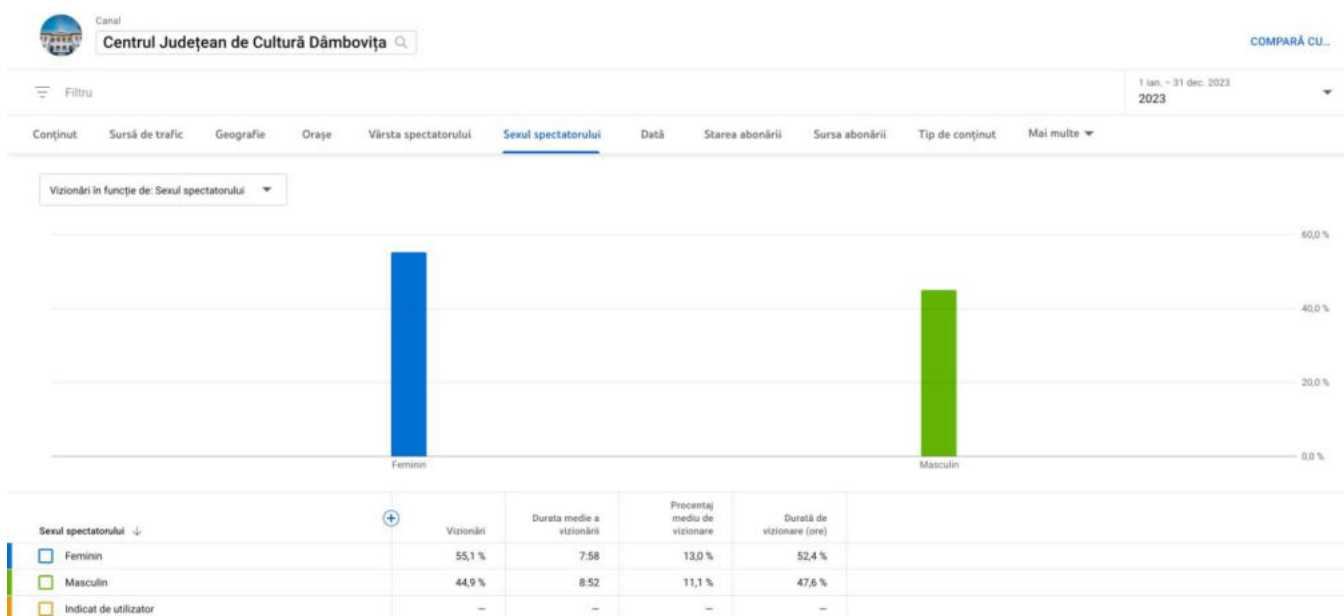 Canal
Centrul Județean de Cultură Dâmbovița
COMPARĂ CU...
Filtru
1 ian. – 31 dec. 2023
2023
Conținut Sursă de trafic Geografie Orașe Vârsta spectatorului Sexul spectatorului Dată Starea abonării Sursa abonării Tip de conținut Mai multe
Vizionări în funcție de: Sexul spectatorului
60,0 %
40,0 %
20,0 %
0,0 %
Feminin Masculin
Sexul spectatorului Vizionări Durata medie a vizionării Procentaj mediu de vizionare Durată de vizionare (ore)
Feminin 55,1 % 7:58 13,0 % 52,4 %
Masculin 44,9 % 8:52 11,1 % 47,6 %
Indicat de utilizator – – – –